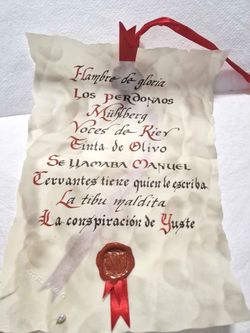 Hambre de gloria
Los perdonaos
Mühlberg
Voces de Kiev
Tinta de Olivo
Se llamaba Manuel
Cervantes tiene quien le escriba
La tibu maldita
La conspiración de Yuste